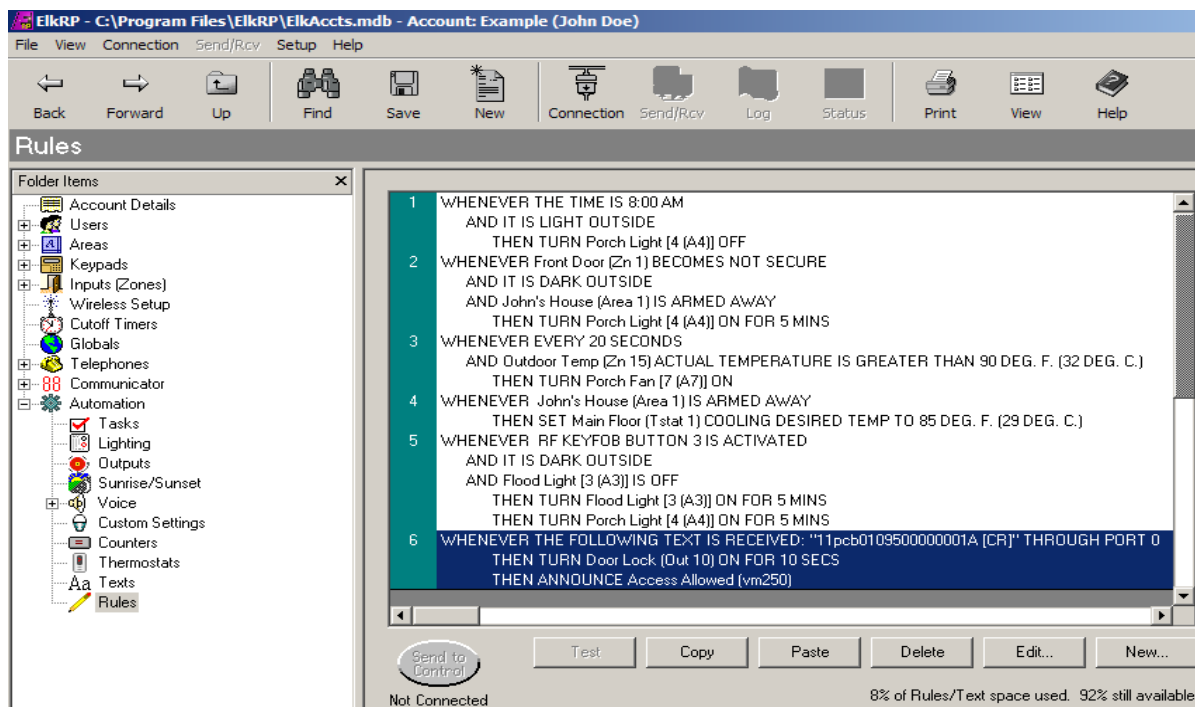 ElkRP - C:\Program Files\ElkRP\ElkAccts.mdb - Account: Example (John Doe)
File View Connection Send/Rcv Setup Help
Back Forward Up Find Save New Connection Send/Rcv Log Status Print View Help
Rules
Folder Items
Account Details
Users
Areas
Keypads
Inputs (Zones)
Wireless Setup
Cutoff Timers
Globals
Telephones
88 Communicator
Automation
Tasks
Lighting
Outputs
Sunrise/Sunset
Voice
Custom Settings
Counters
Thermostats
Aa Texts
Rules
1 WHENEVER THE TIME IS 8:00 AM
AND IT IS LIGHT OUTSIDE
THEN TURN Porch Light [4 (A4)] OFF
2 WHENEVER Front Door (Zn 1) BECOMES NOT SECURE
AND IT IS DARK OUTSIDE
AND John's House (Area 1) IS ARMED AWAY
THEN TURN Porch Light [4 (A4)] ON FOR 5 MINS
3 WHENEVER EVERY 20 SECONDS
AND Outdoor Temp (Zn 15) ACTUAL TEMPERATURE IS GREATER THAN 90 DEG. F. (32 DEG. C.)
THEN TURN Porch Fan [7 (A7)] ON
4 WHENEVER John's House (Area 1) IS ARMED AWAY
THEN SET Main Floor (Tstat 1) COOLING DESIRED TEMP TO 85 DEG. F. (29 DEG. C.)
5 WHENEVER RF KEYFOB BUTTON 3 IS ACTIVATED
AND IT IS DARK OUTSIDE
AND Flood Light [3 (A3)] IS OFF
THEN TURN Flood Light [3 (A3)] ON FOR 5 MINS
THEN TURN Porch Light [4 (A4)] ON FOR 5 MINS
6 WHENEVER THE FOLLOWING TEXT IS RECEIVED: "11pcb0109500000001A [CR]" THROUGH PORT 0
THEN TURN Door Lock (Out 10) ON FOR 10 SECS
THEN ANNOUNCE Access Allowed (vm250)
Send to Control
Test Copy Paste Delete Edit... New...
Not Connected
8% of Rules/Text space used. 92% still available